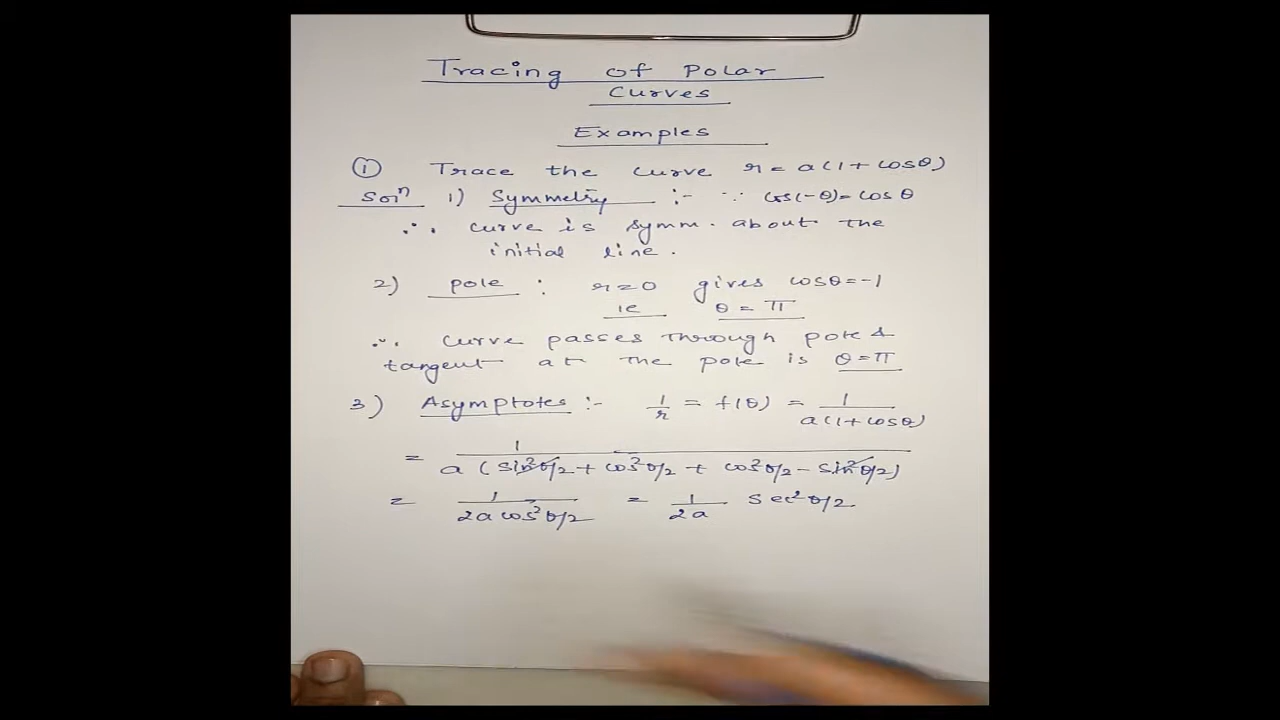 Tracing of Polar
Curves
Examples
① Trace the curve r = a(1 + cosθ)
Solⁿ 1) Symmetry :- ∵ cos(-θ) = cos θ
∴ curve is symm. about the
initial line.
2) pole : r = 0 gives cosθ = -1
ie θ = π
∴ curve passes through pole &
tangent at the pole is θ = π
3) Asymptotes :- 1/r = f(θ) = 1/a(1+cosθ)
= 1/a(sin²θ/2 + cos²θ/2 + cos²θ/2 - sin²θ/2)
= 1/2a cos²θ/2 = 1/2a sec²θ/2